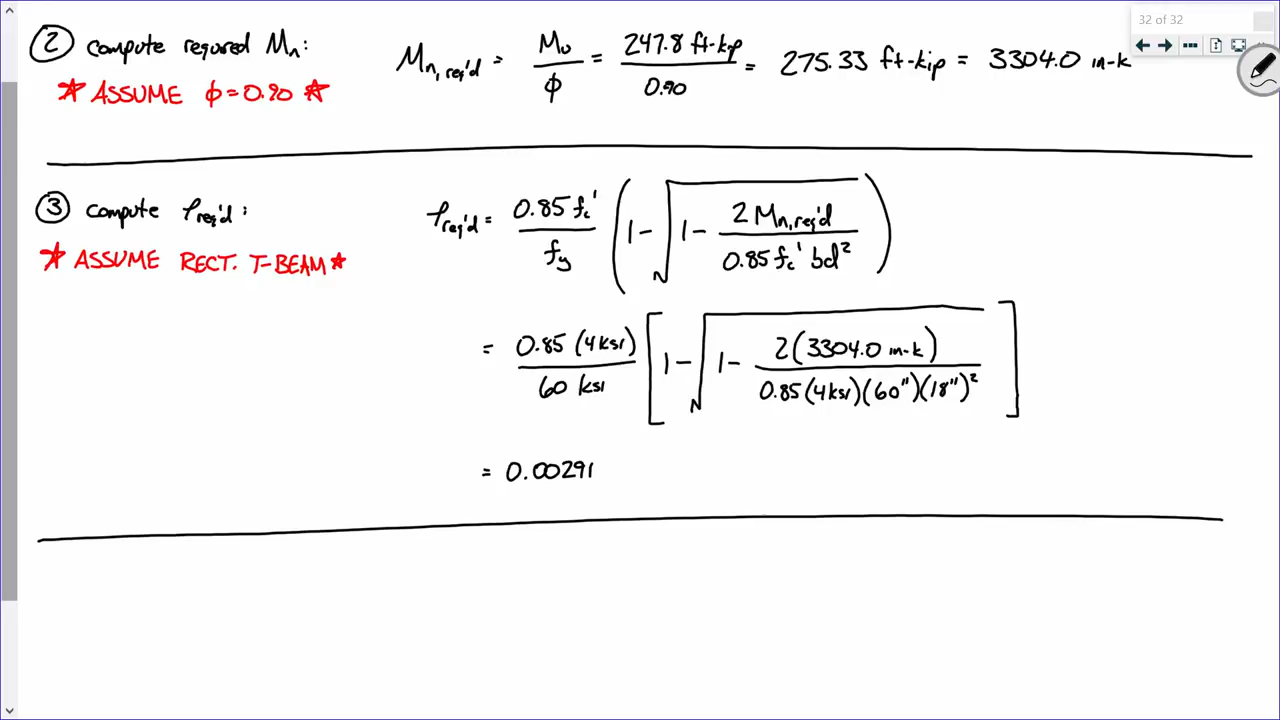 32 of 32
② compute required Mn: Mn,req'd = Mu/φ = 247.8 ft-kip/0.90 = 275.33 ft-kip = 3304.0 in-k
* ASSUME φ = 0.90 *
③ compute ρreq'd: ρreq'd = 0.85 fc'/fy (1 - √(1 - 2 Mn,req'd/0.85 fc' bd²))
* ASSUME RECT. T-BEAM *
= 0.85 (4 ksi)/60 ksi [1 - √(1 - 2(3304.0 in-k)/0.85(4 ksi)(60")(18")²)]
= 0.00291